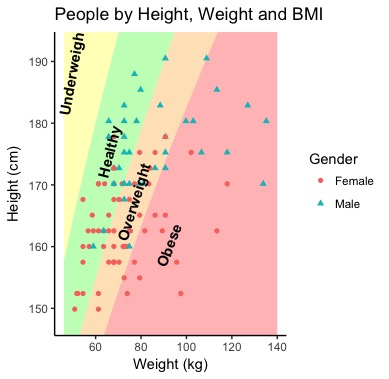 People by Height, Weight and BMI
Height (cm)
190
180
170
160
150
Underweigh
Healthy
Overweight
Obese
60
80
100
120
140
Weight (kg)
Gender
Female
Male